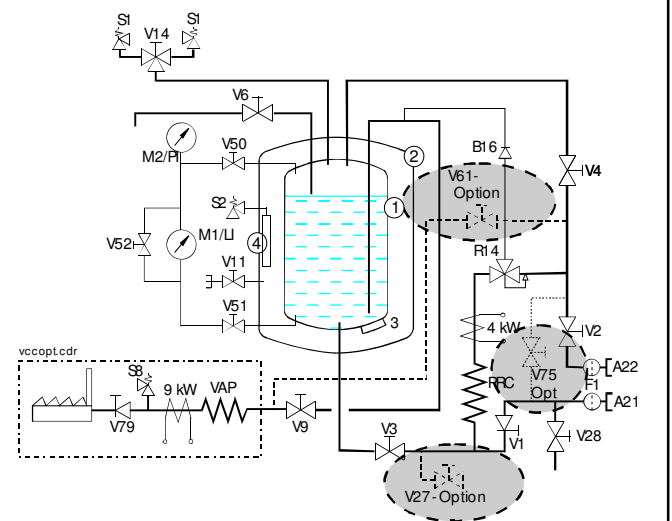 S1
S1
V14
V6
M2/PI
V50
2
B16
V4
V61-
Option
1
S2
V52
M1/LI
4
R14
V11
V51
3
4 kW
V2
vccopt.cdr
S8
9 kW
VAP
RRC
V75
Opt
F1
A22
A21
V79
V9
V3
V1
V28
V27-Option